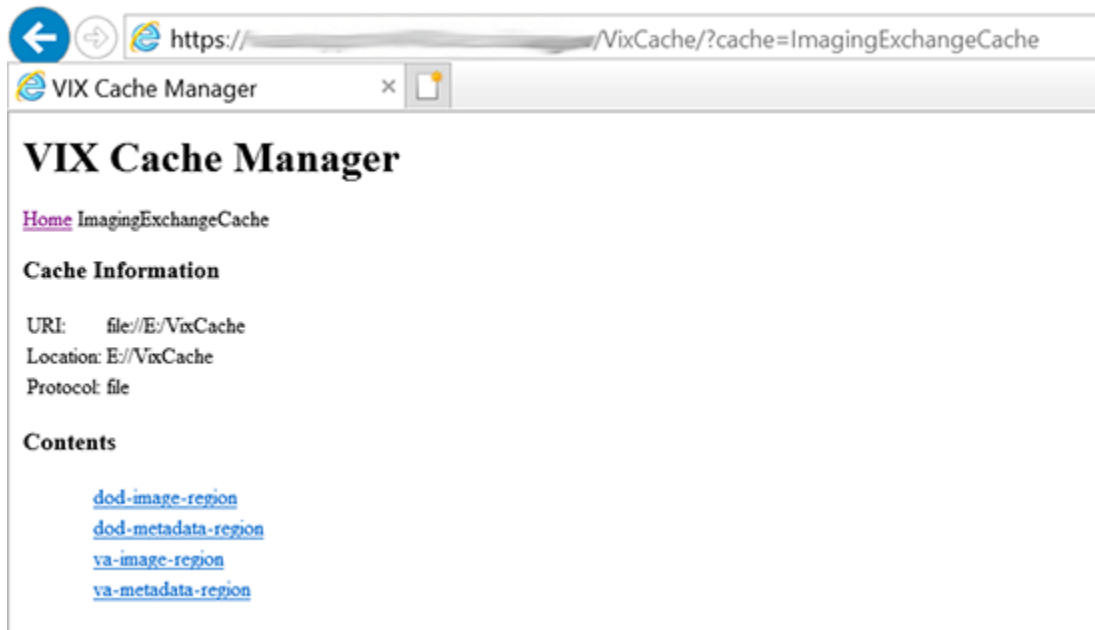 https:// /VixCache/?cache=ImagingExchangeCache
VIX Cache Manager
VIX Cache Manager
Home ImagingExchangeCache
Cache Information
URI: file://E:/VixCache
Location: E://VixCache
Protocol: file
Contents
dod-image-region
dod-metadata-region
va-image-region
va-metadata-region